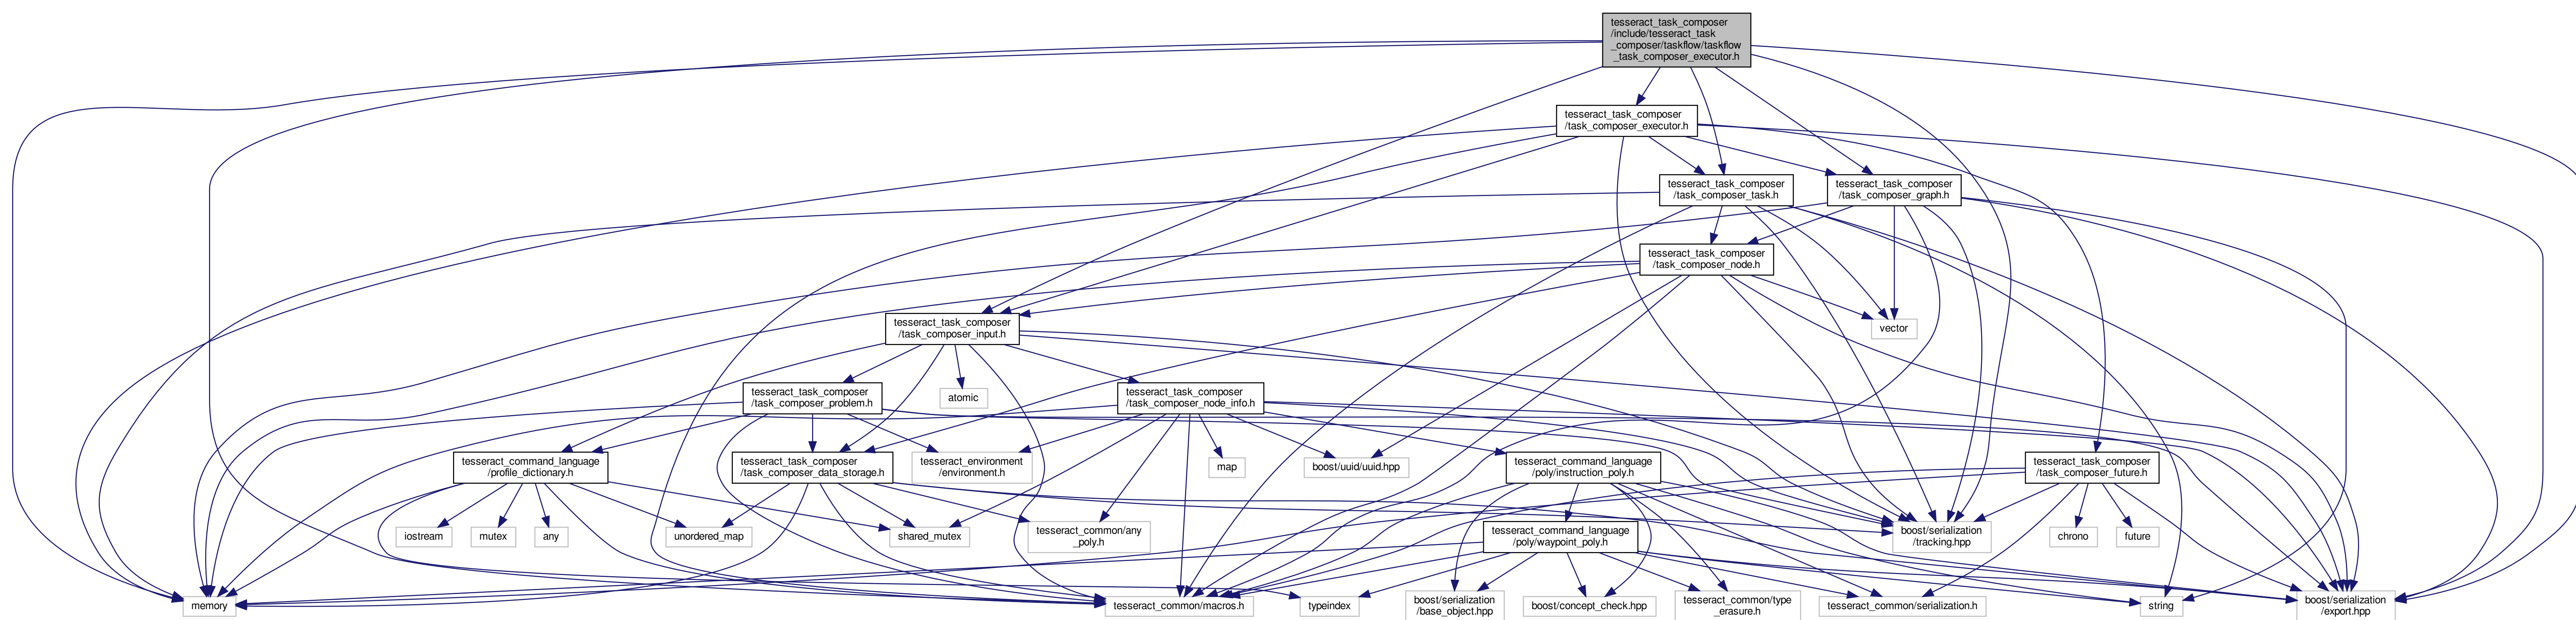 tesseract_task_composer
/include/tesseract_task
_composer/taskflow/taskflow
_task_composer_executor.h
tesseract_task_composer
/task_composer_executor.h
tesseract_task_composer
/task_composer_task.h
tesseract_task_composer
/task_composer_graph.h
tesseract_task_composer
/task_composer_node.h
tesseract_task_composer
/task_composer_input.h
vector
tesseract_task_composer
/task_composer_problem.h
atomic
tesseract_task_composer
/task_composer_node_info.h
tesseract_command_language
/profile_dictionary.h
tesseract_task_composer
/task_composer_data_storage.h
tesseract_environment
/environment.h
map
boost/uuid/uuid.hpp
tesseract_command_language
/poly/instruction_poly.h
tesseract_task_composer
/task_composer_future.h
iostream
mutex
any
unordered_map
shared_mutex
tesseract_common/any
_poly.h
tesseract_command_language
/poly/waypoint_poly.h
boost/serialization
/tracking.hpp
chrono
future
memory
tesseract_common/macros.h
typeindex
boost/serialization
/base_object.hpp
boost/concept_check.hpp
tesseract_common/type
_erasure.h
tesseract_common/serialization.h
string
boost/serialization
/export.hpp